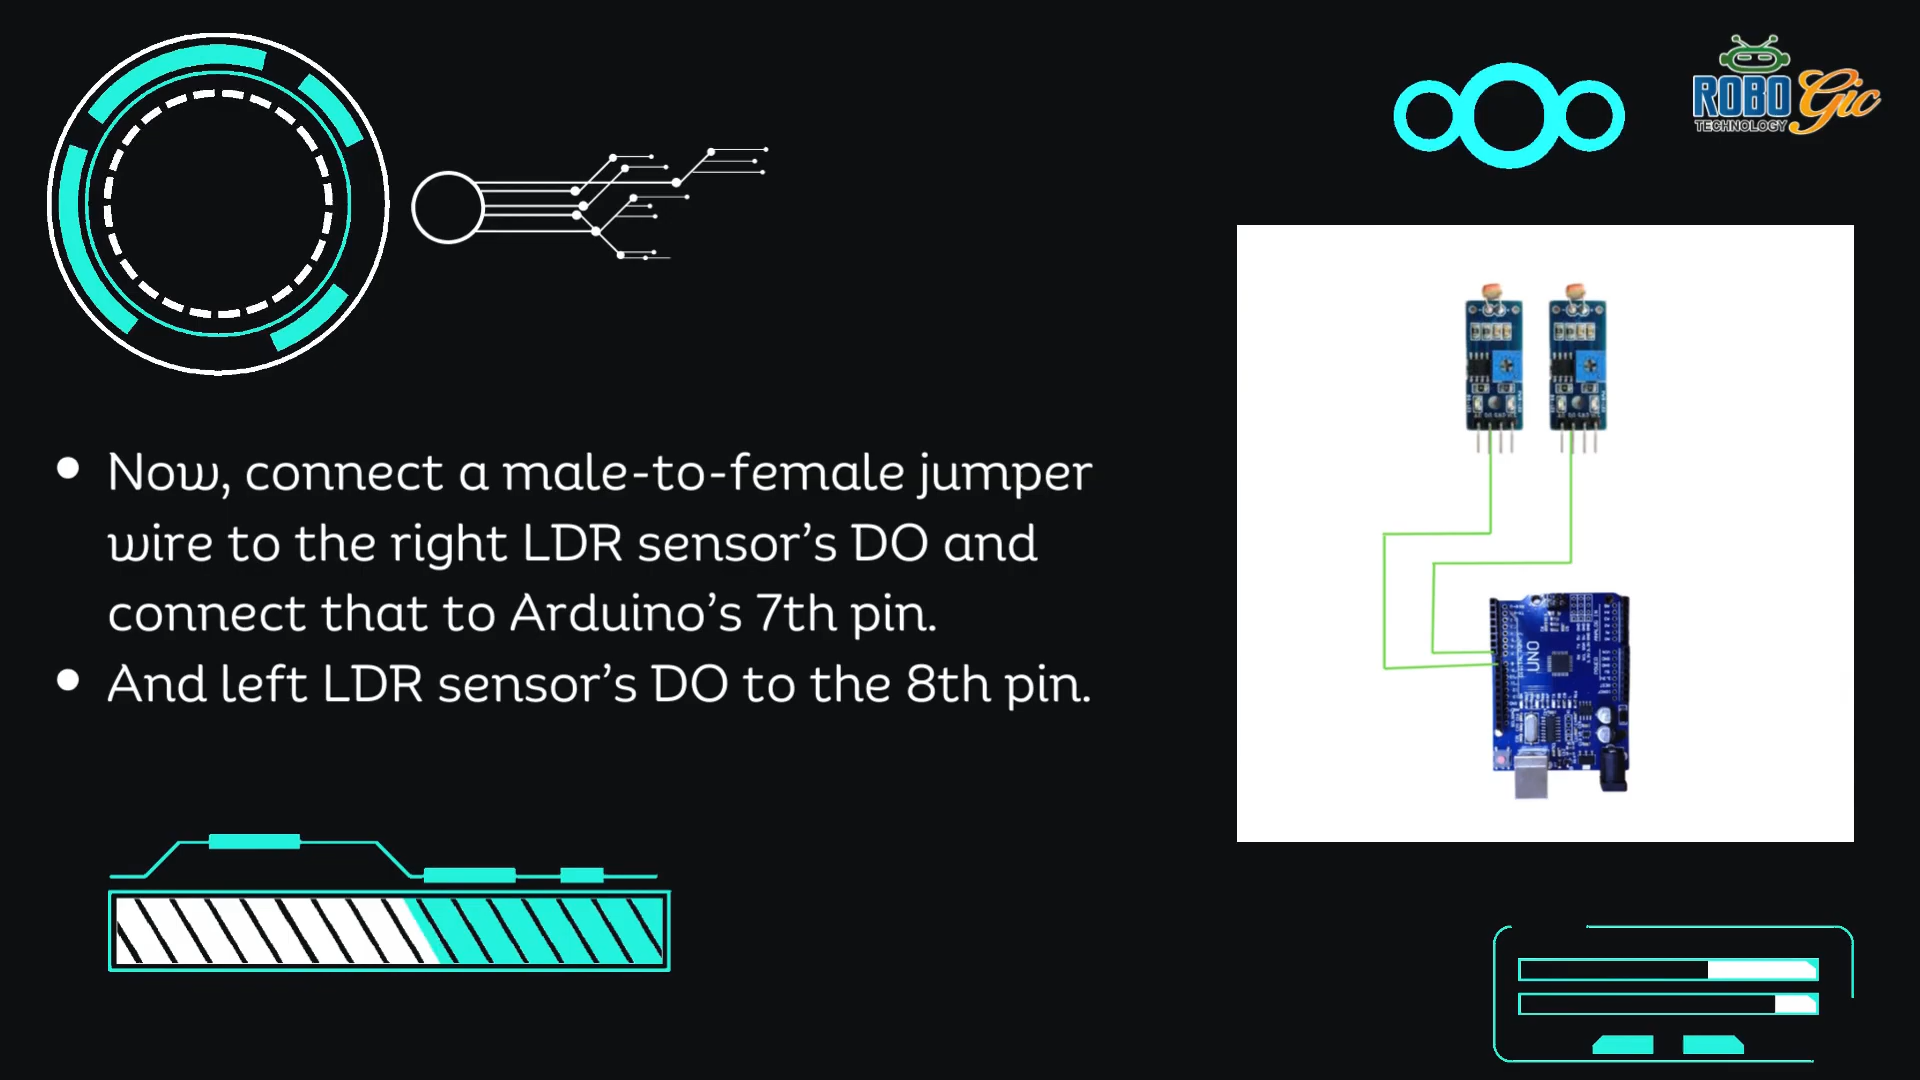 ROBO Gic
TECHNOLOGY
Now, connect a male-to-female jumper
wire to the right LDR sensor’s DO and
connect that to Arduino’s 7th pin.
And left LDR sensor’s DO to the 8th pin.
UNO